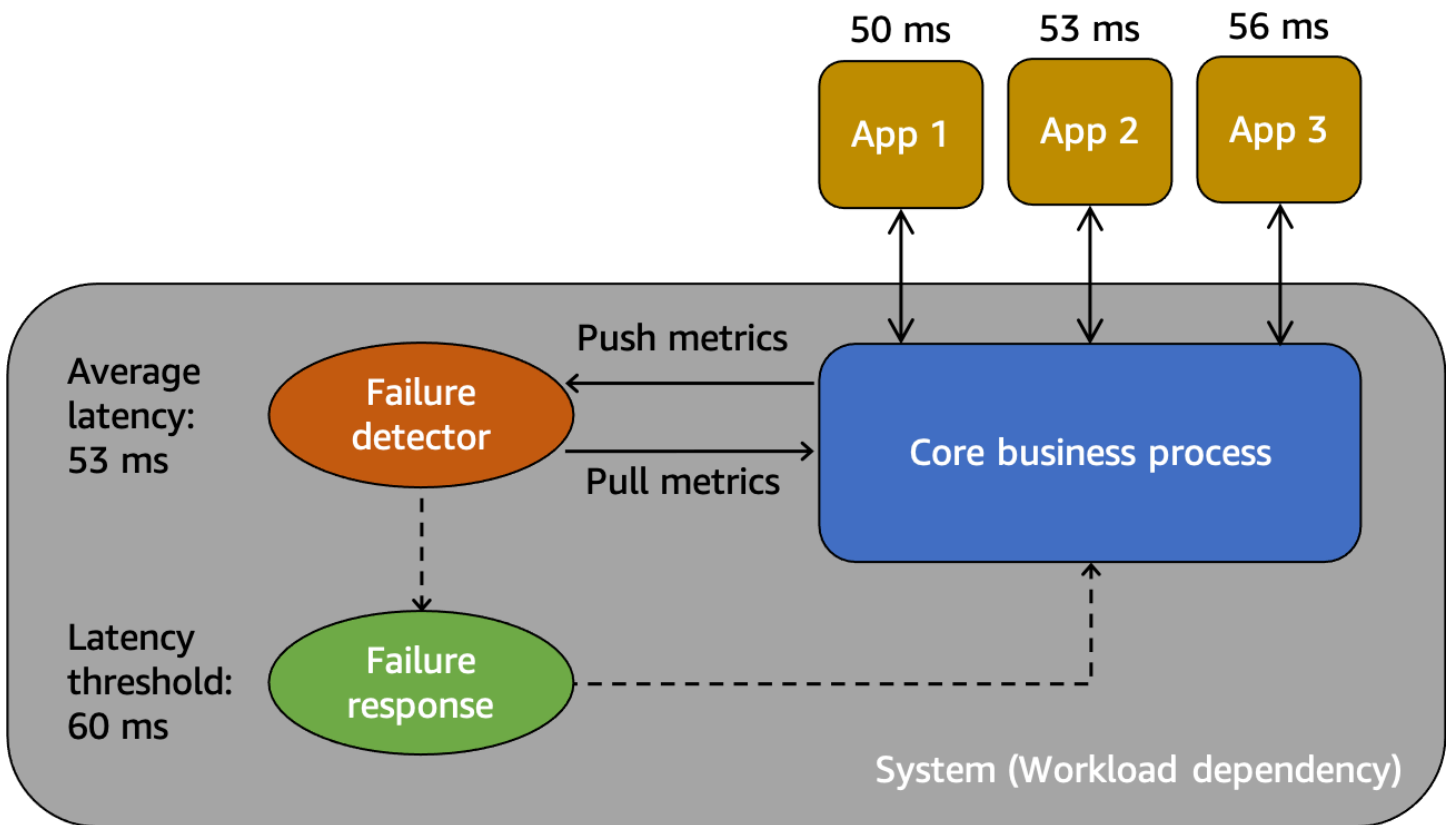 50 ms
53 ms
56 ms
App 1
App 2
App 3
Push metrics
Average
latency:
53 ms
Failure
detector
Core business process
Pull metrics
Latency
threshold:
60 ms
Failure
response
System (Workload dependency)